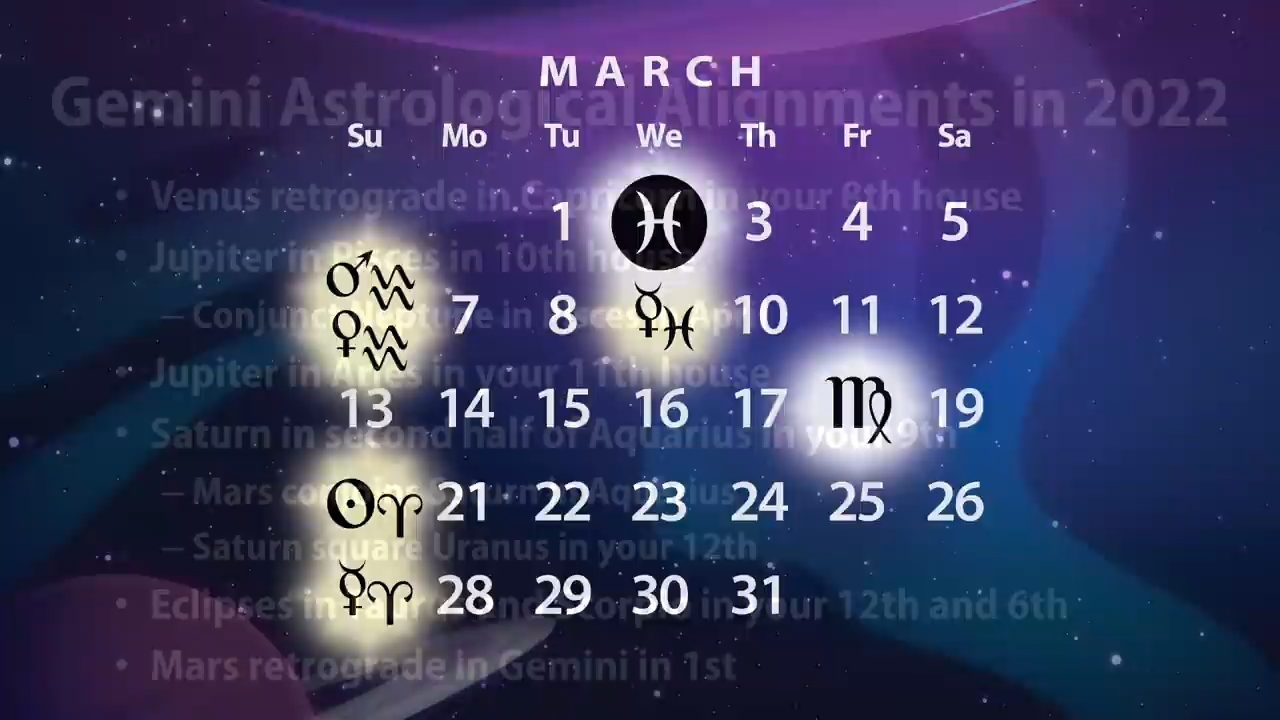 MARCH
Gemini Astrological Alignments in 2022
Su Mo Tu We Th Fr Sa
• Venus retrograde in Capricorn in your 8th house
1 ♓ 3 4 5
• Jupiter in Pisces in 10th house
♂♒ ♀♒ 7 8 ☿♓ 10 11 12
– Conjunct Neptune in Pisces Ap
• Jupiter in Aries in your 11th house
13 14 15 16 17 ♍ 19
• Saturn in second half of Aquarius in your 9th
– Mars conjoins Saturn in Aquarius
☉♈ 21 22 23 24 25 26
– Saturn square Uranus in your 12th
☿♈ 28 29 30 31
• Eclipses in Taurus and Scorpio in your 12th and 6th
• Mars retrograde in Gemini in 1st